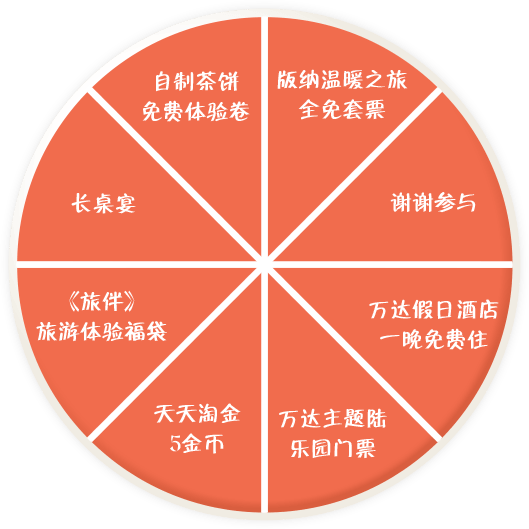 自制茶饼
免费体验卷
版纳温暖之旅
全免套票
长桌宴
谢谢参与
《旅伴》
旅游体验福袋
万达假日酒店
一晚免费住
天天淘金
5金币
万达主题陆
乐园门票